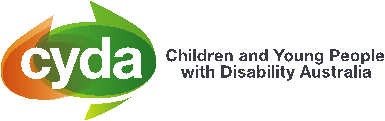 cyda
Children and Young People
with Disability Australia